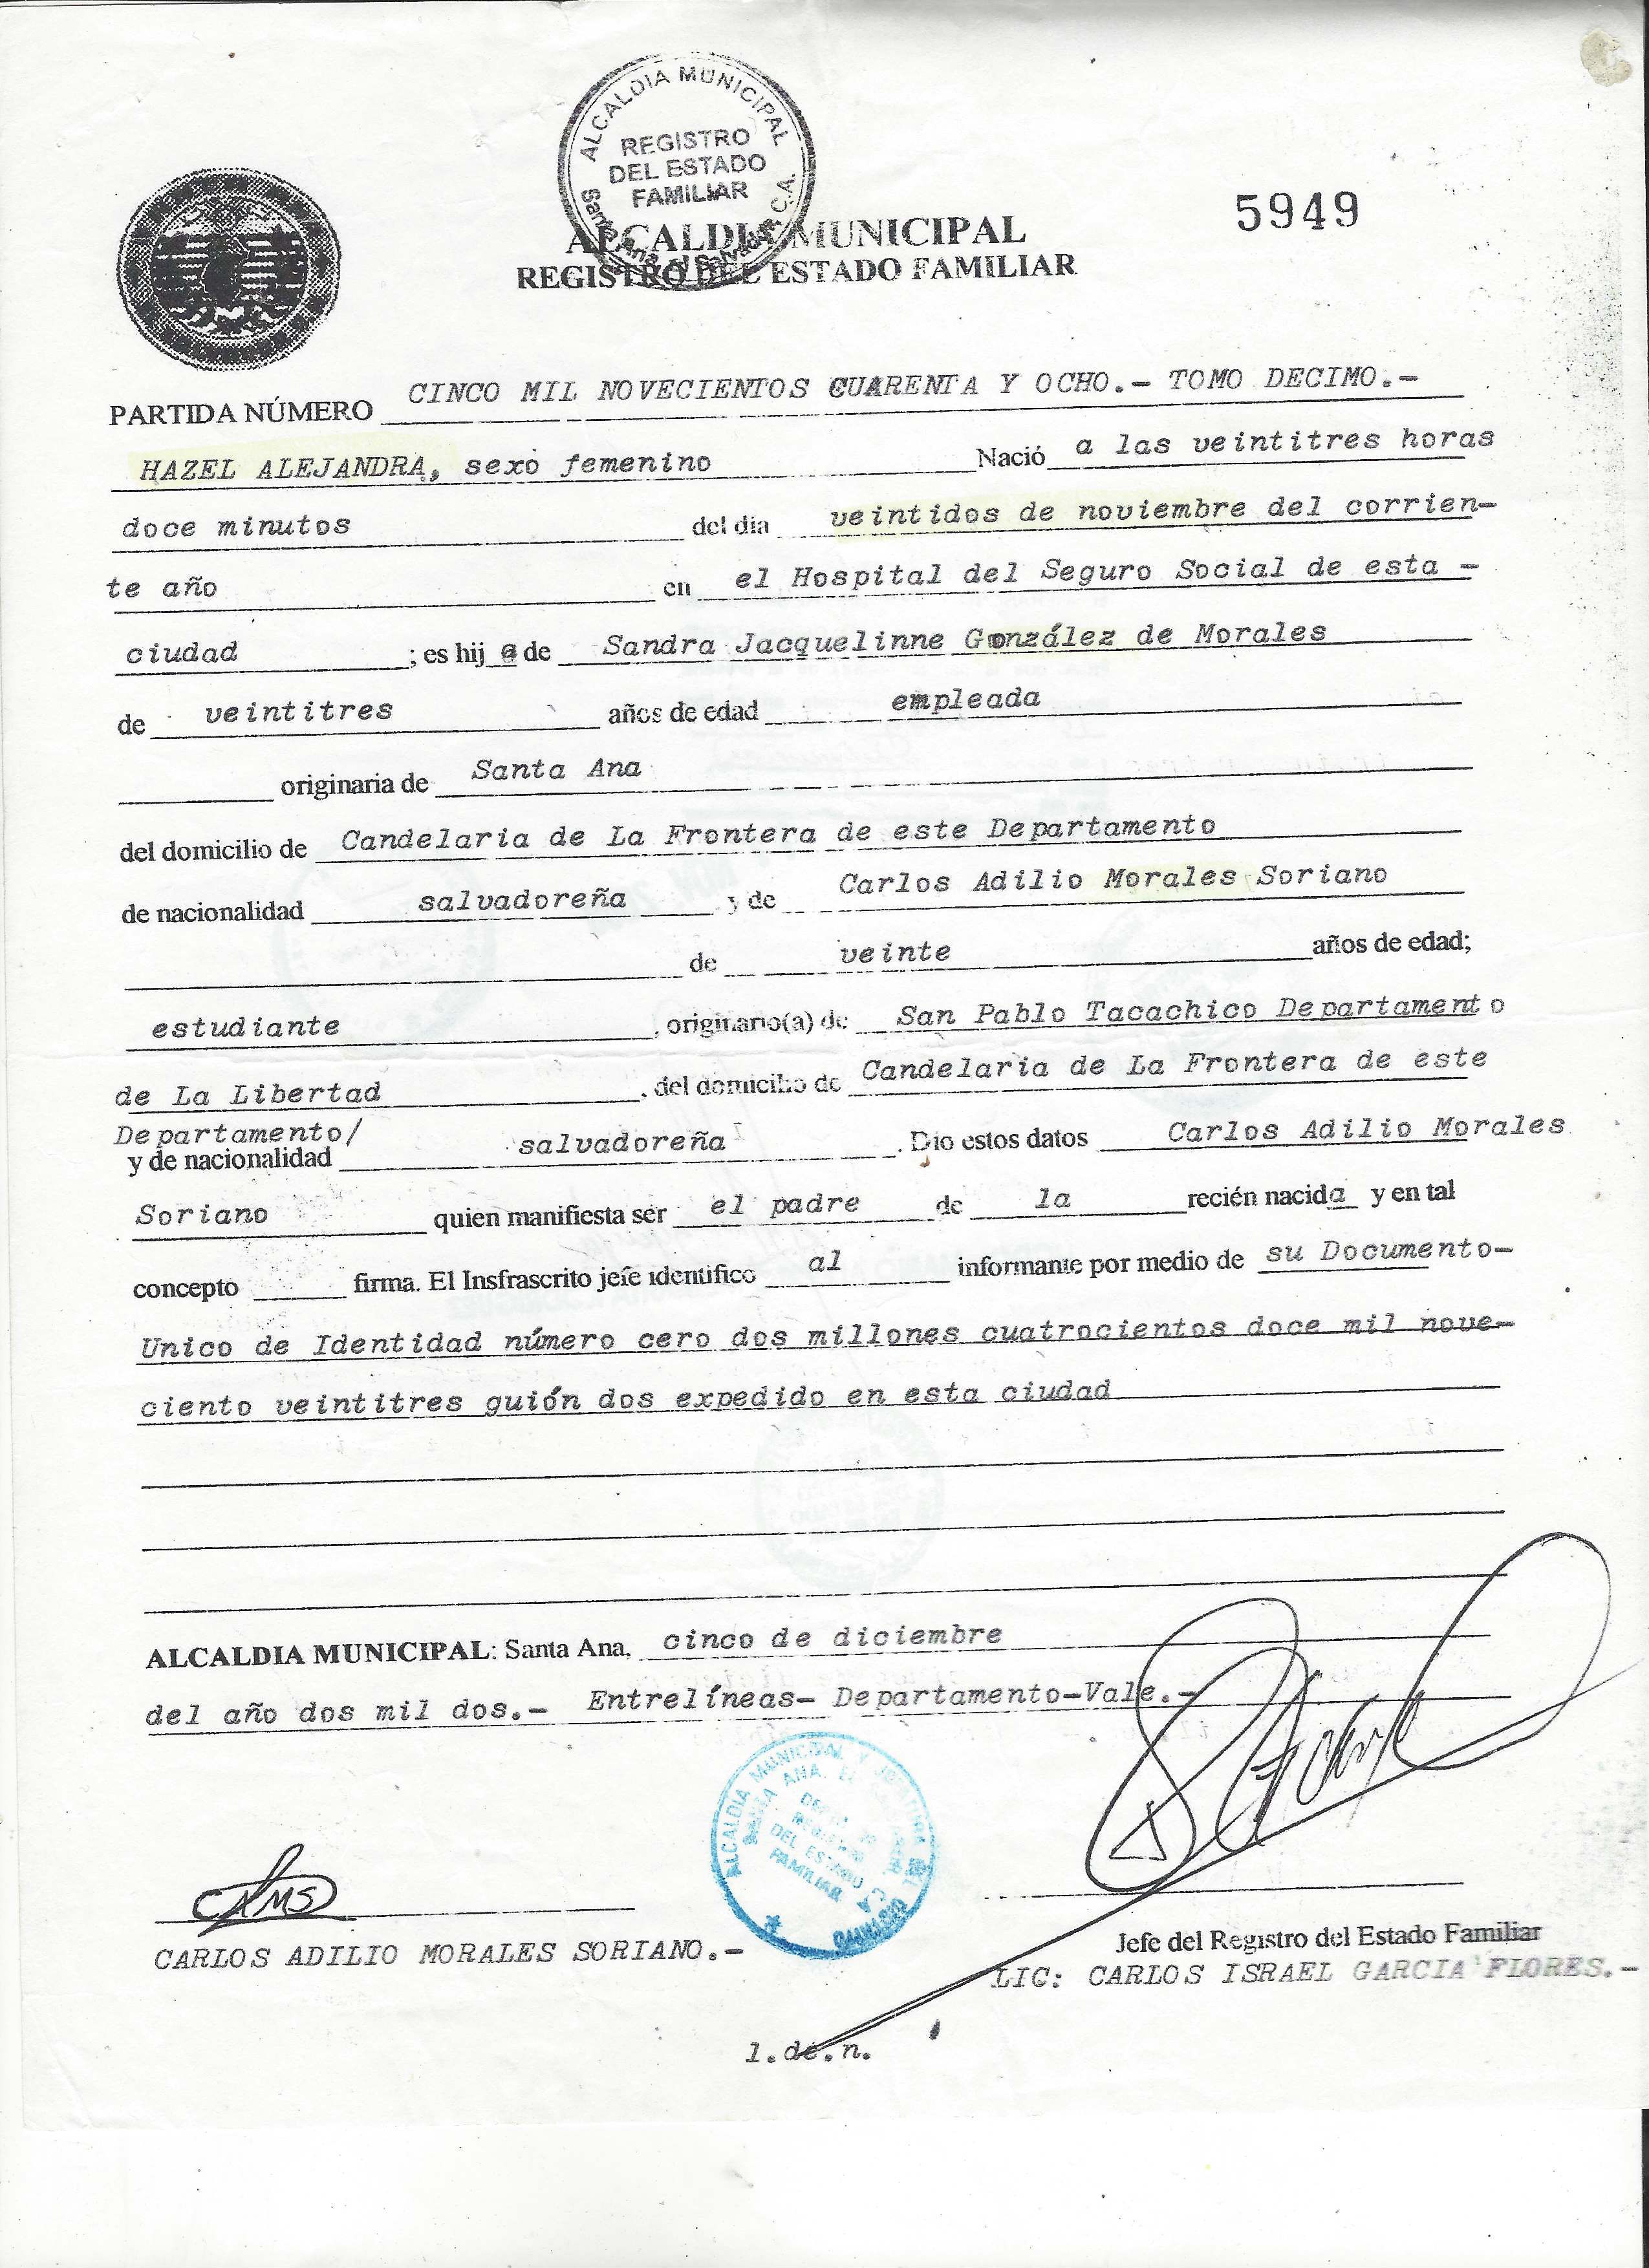 ALCALDIA MUNICIPAL
REGISTRO
DEL ESTADO
FAMILIAR
Santa Ana, El Salvador, C.A.
5949
ALCALDIA MUNICIPAL
REGISTRO DEL ESTADO FAMILIAR
PARTIDA NÚMERO CINCO MIL NOVECIENTOS CUARENTA Y OCHO.- TOMO DECIMO.-
HAZEL ALEJANDRA, sexo femenino Nació a las veintitres horas
doce minutos del dia veintidos de noviembre del corrien-
te año en el Hospital del Seguro Social de esta -
ciudad ; es hij a de Sandra Jacquelinne González de Morales
de veintitres años de edad empleada
originaria de Santa Ana
del domicilio de Candelaria de La Frontera de este Departamento
de nacionalidad salvadoreña y de Carlos Adilio Morales Soriano
de veinte años de edad;
estudiante , originario(a) de San Pablo Tacachico Departamento
de La Libertad , del domicilio de Candelaria de La Frontera de este
Departamento/
y de nacionalidad salvadoreña . Dio estos datos Carlos Adilio Morales
Soriano quien manifiesta ser el padre de la recién nacida y en tal
concepto firma. El Insfrascrito jefe identifico al informante por medio de su Documento-
Unico de Identidad número cero dos millones cuatrocientos doce mil nove-
ciento veintitres guión dos expedido en esta ciudad
ALCALDIA MUNICIPAL: Santa Ana, cinco de diciembre
del año dos mil dos.- Entrelíneas- Departamento-Vale.-
ALCALDIA MUNICIPAL Y
SANTA ANA, EL
REGISTRO
DEL ESTADO
FAMILIAR
CAMS
CARLOS ADILIO MORALES SORIANO.-
Jefe del Registro del Estado Familiar
LIC: CARLOS ISRAEL GARCIA FLORES.-
l.de.n.